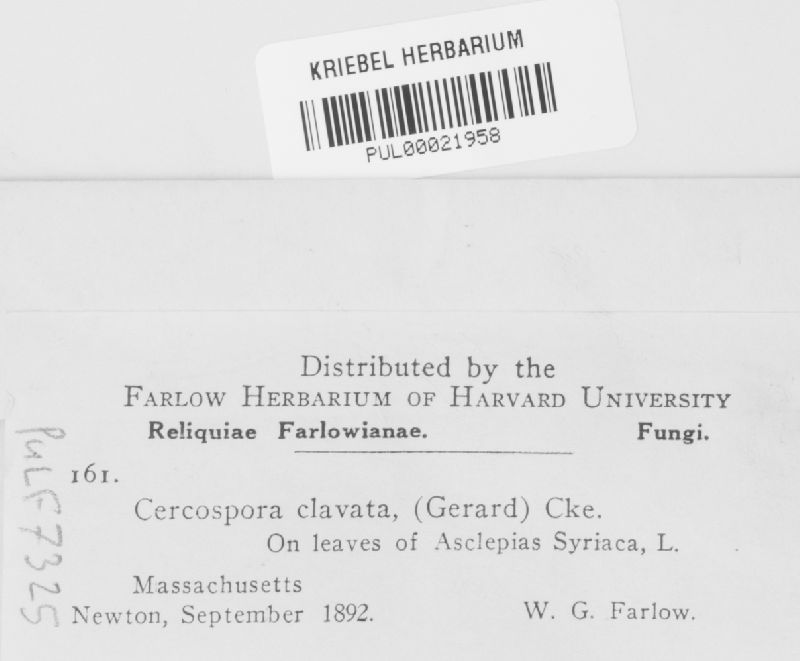 KRIEBEL HERBARIUM
PUL00021958
Distributed by the
FARLOW HERBARIUM OF HARVARD UNIVERSITY
Reliquiae Farlowianae. Fungi.
161.
Cercospora clavata, (Gerard) Cke.
On leaves of Asclepias Syriaca, L.
Massachusetts
Newton, September 1892. W. G. Farlow.
PULF7325